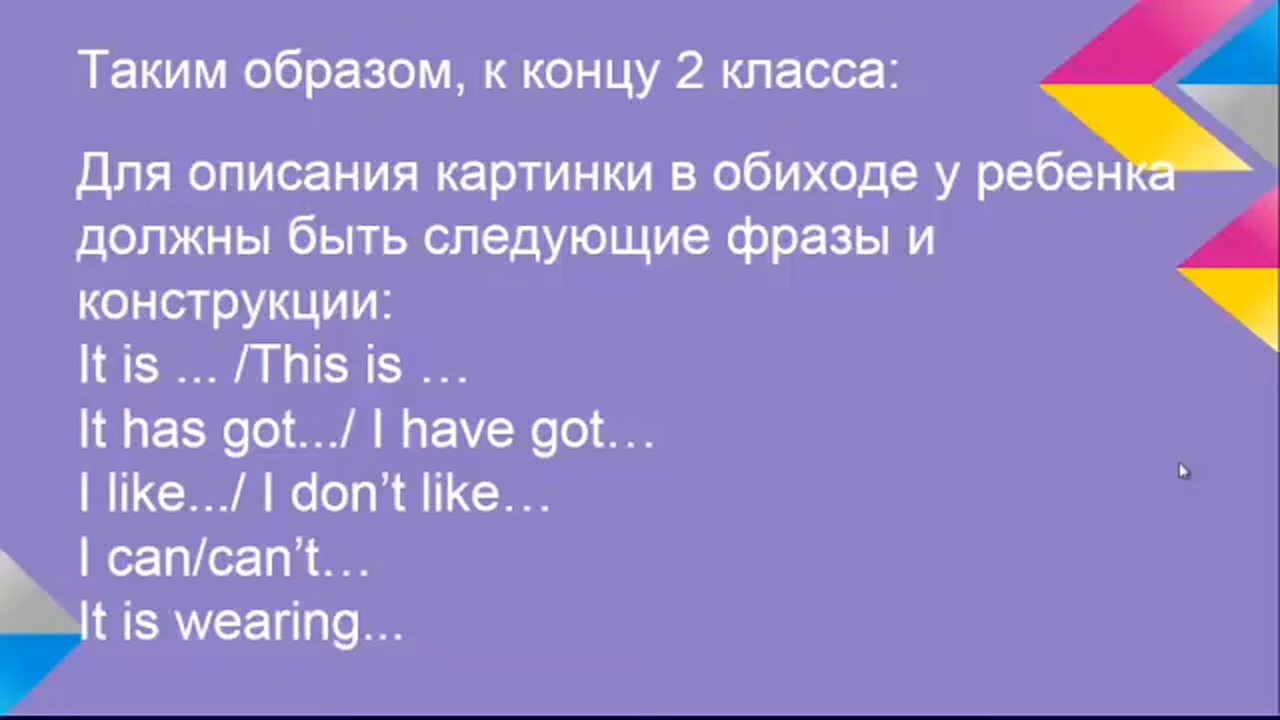 Таким образом, к концу 2 класса:
Для описания картинки в обиходе у ребенка
должны быть следующие фразы и
конструкции:
It is ... /This is …
It has got.../ I have got…
I like.../ I don’t like…
I can/can’t…
It is wearing...